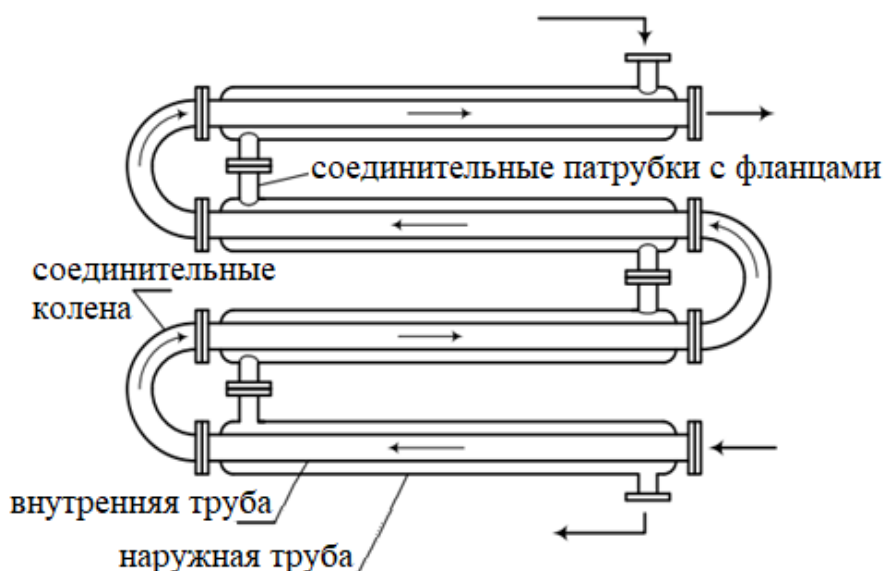 соединительные патрубки с фланцами
соединительные
колена
внутренняя труба
наружная труба